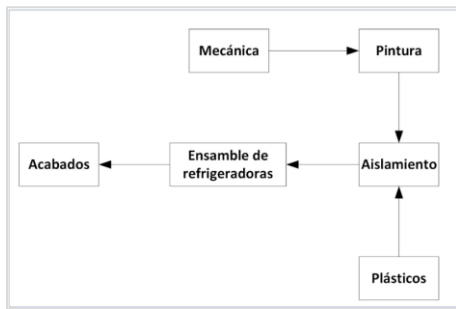 Mecánica
Pintura
Acabados
Ensamble de
refrigeradoras
Aislamiento
Plásticos